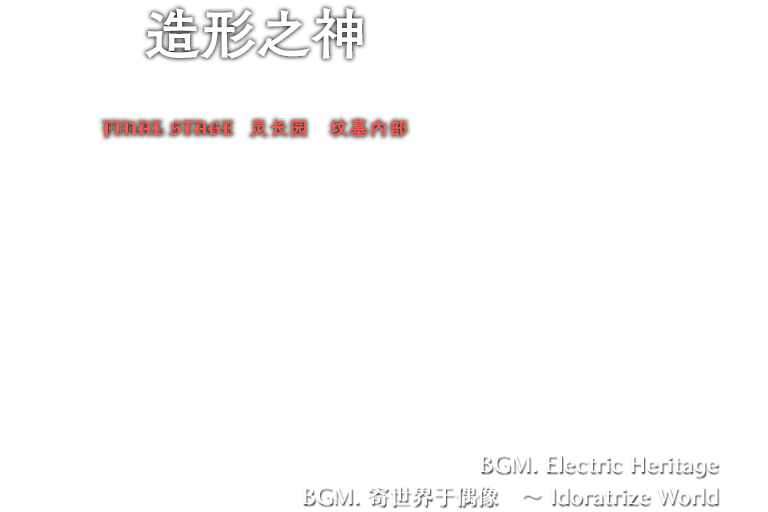 造形之神
FINAL STAGE 灵长园 坟墓内部
BGM. Electric Heritage
BGM. 寄世界于偶像 ～ Idoratrize World